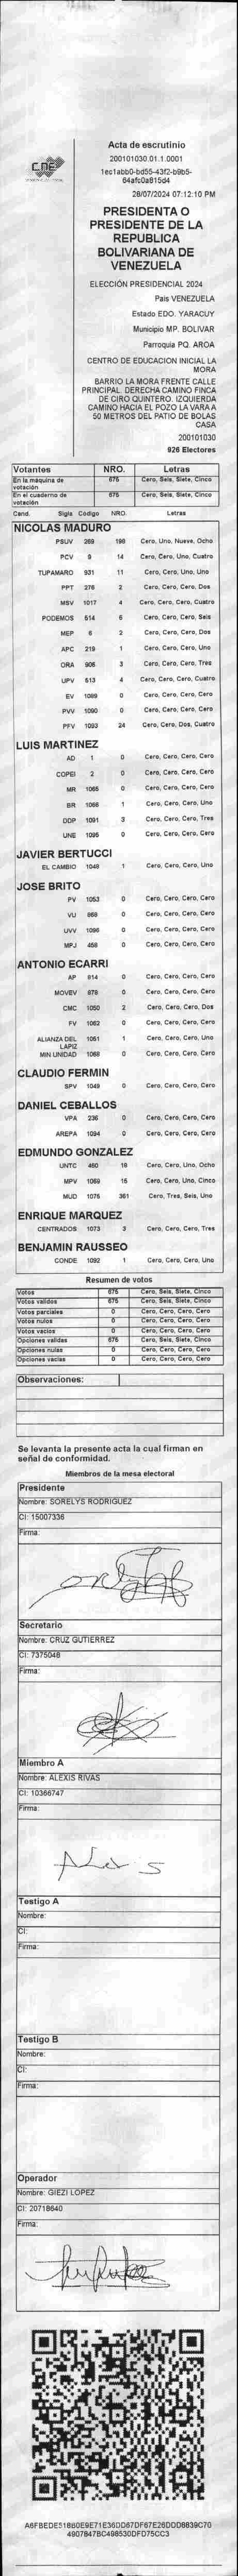 CNE
Acta de escrutinio
200101030.01.1.0001
1ec1abb0-bd55-43f2-b9b5-
64afc0a815d4
28/07/2024 07:12:10 PM
PRESIDENTA O
PRESIDENTE DE LA
REPUBLICA
BOLIVARIANA DE
VENEZUELA
ELECCIÓN PRESIDENCIAL 2024
Pais VENEZUELA
Estado EDO. YARACUY
Municipio MP. BOLIVAR
Parroquia PQ. AROA
CENTRO DE EDUCACION INICIAL LA
MORA
BARRIO LA MORA FRENTE CALLE
PRINCIPAL. DERECHA CAMINO FINCA
DE CIRO QUINTERO. IZQUIERDA
CAMINO HACIA EL POZO LA VARA A
50 METROS DEL PATIO DE BOLAS
CASA
200101030
926 Electores
Votantes NRO. Letras
En la máquina de votación 675 Cero, Seis, Siete, Cinco
En el cuaderno de votación 675 Cero, Seis, Siete, Cinco
Cand. Sigla Código NRO. Letras
NICOLAS MADURO
PSUV 269 198 Cero, Uno, Nueve, Ocho
PCV 9 14 Cero, Cero, Uno, Cuatro
TUPAMARO 931 11 Cero, Cero, Uno, Uno
PPT 276 2 Cero, Cero, Cero, Dos
MSV 1017 4 Cero, Cero, Cero, Cuatro
PODEMOS 514 6 Cero, Cero, Cero, Seis
MEP 6 2 Cero, Cero, Cero, Dos
APC 219 1 Cero, Cero, Cero, Uno
ORA 906 3 Cero, Cero, Cero, Tres
UPV 513 4 Cero, Cero, Cero, Cuatro
EV 1089 0 Cero, Cero, Cero, Cero
PVV 1090 0 Cero, Cero, Cero, Cero
PFV 1093 24 Cero, Cero, Dos, Cuatro
LUIS MARTINEZ
AD 1 0 Cero, Cero, Cero, Cero
COPEI 2 0 Cero, Cero, Cero, Cero
MR 1065 0 Cero, Cero, Cero, Cero
BR 1066 1 Cero, Cero, Cero, Uno
DDP 1091 3 Cero, Cero, Cero, Tres
UNE 1095 0 Cero, Cero, Cero, Cero
JAVIER BERTUCCI
EL CAMBIO 1048 1 Cero, Cero, Cero, Uno
JOSE BRITO
PV 1053 0 Cero, Cero, Cero, Cero
VU 868 0 Cero, Cero, Cero, Cero
UVV 1096 0 Cero, Cero, Cero, Cero
MPJ 458 0 Cero, Cero, Cero, Cero
ANTONIO ECARRI
AP 914 0 Cero, Cero, Cero, Cero
MOVEV 978 0 Cero, Cero, Cero, Cero
CMC 1050 2 Cero, Cero, Cero, Dos
FV 1062 0 Cero, Cero, Cero, Cero
ALIANZA DEL LAPIZ 1051 1 Cero, Cero, Cero, Uno
MIN UNIDAD 1068 0 Cero, Cero, Cero, Cero
CLAUDIO FERMIN
SPV 1049 0 Cero, Cero, Cero, Cero
DANIEL CEBALLOS
VPA 236 0 Cero, Cero, Cero, Cero
AREPA 1094 0 Cero, Cero, Cero, Cero
EDMUNDO GONZALEZ
UNTC 460 18 Cero, Cero, Uno, Ocho
MPV 1069 15 Cero, Cero, Uno, Cinco
MUD 1075 361 Cero, Tres, Seis, Uno
ENRIQUE MARQUEZ
CENTRADOS 1073 3 Cero, Cero, Cero, Tres
BENJAMIN RAUSSEO
CONDE 1092 1 Cero, Cero, Cero, Uno
Resumen de votos
Votos 675 Cero, Seis, Siete, Cinco
Votos válidos 675 Cero, Seis, Siete, Cinco
Votos parciales 0 Cero, Cero, Cero, Cero
Votos nulos 0 Cero, Cero, Cero, Cero
Votos vacíos 0 Cero, Cero, Cero, Cero
Opciones válidas 675 Cero, Seis, Siete, Cinco
Opciones nulas 0 Cero, Cero, Cero, Cero
Opciones vacías 0 Cero, Cero, Cero, Cero
Observaciones:
Se levanta la presente acta la cual firman en
señal de conformidad.
Miembros de la mesa electoral
Presidente
Nombre: SORELYS RODRIGUEZ
CI: 15007336
Firma:
Secretario
Nombre: CRUZ GUTIERREZ
CI: 7375048
Firma:
Miembro A
Nombre: ALEXIS RIVAS
CI: 10366747
Firma:
Testigo A
Nombre:
CI:
Firma:
Testigo B
Nombre:
CI:
Firma:
Operador
Nombre: GIEZI LOPEZ
CI: 20718640
Firma:
A6FBEDE51880E9E71E36DD67DF67E26DDD8839C70
4907847BC498530DFD75CC3